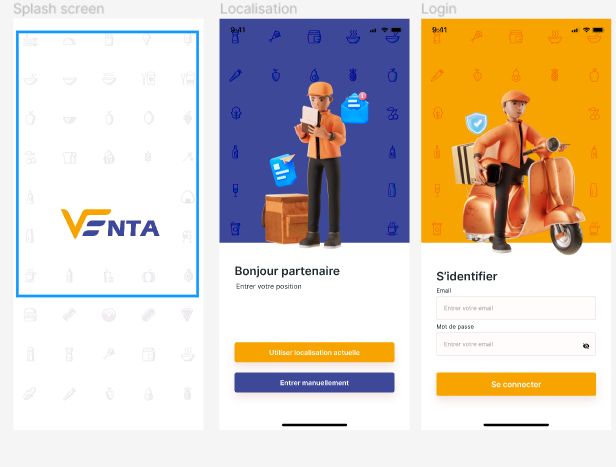 Splash screen
VENTA
Localisation
9:41
Bonjour partenaire
Entrer votre position
Utiliser localisation actuelle
Entrer manuellement
Login
9:41
S'identifier
Email
Entrer votre email
Mot de passe
Entrer votre email
Se connecter